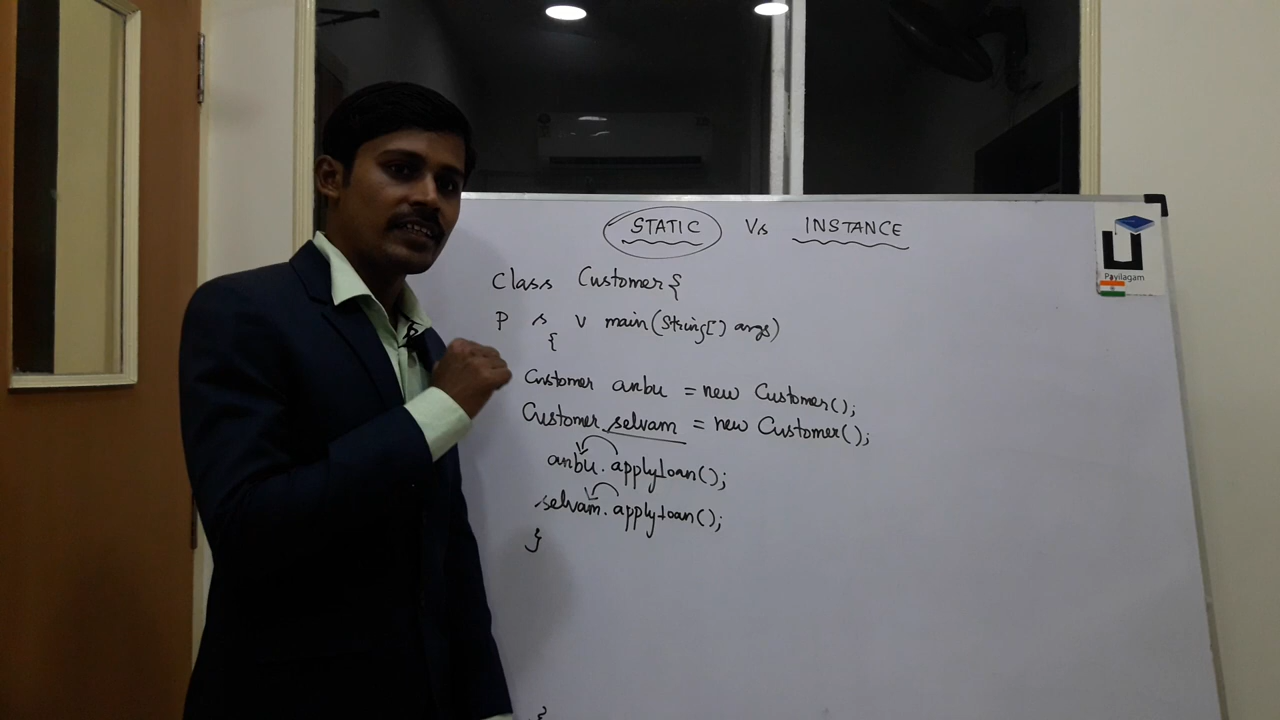 STATIC Vs INSTANCE
Class Customer {
P s v main(String[] args)
{
Customer anbu = new Customer();
Customer selvam = new Customer();
anbu.applyLoan();
selvam.applyLoan();
}
}
Payilagam